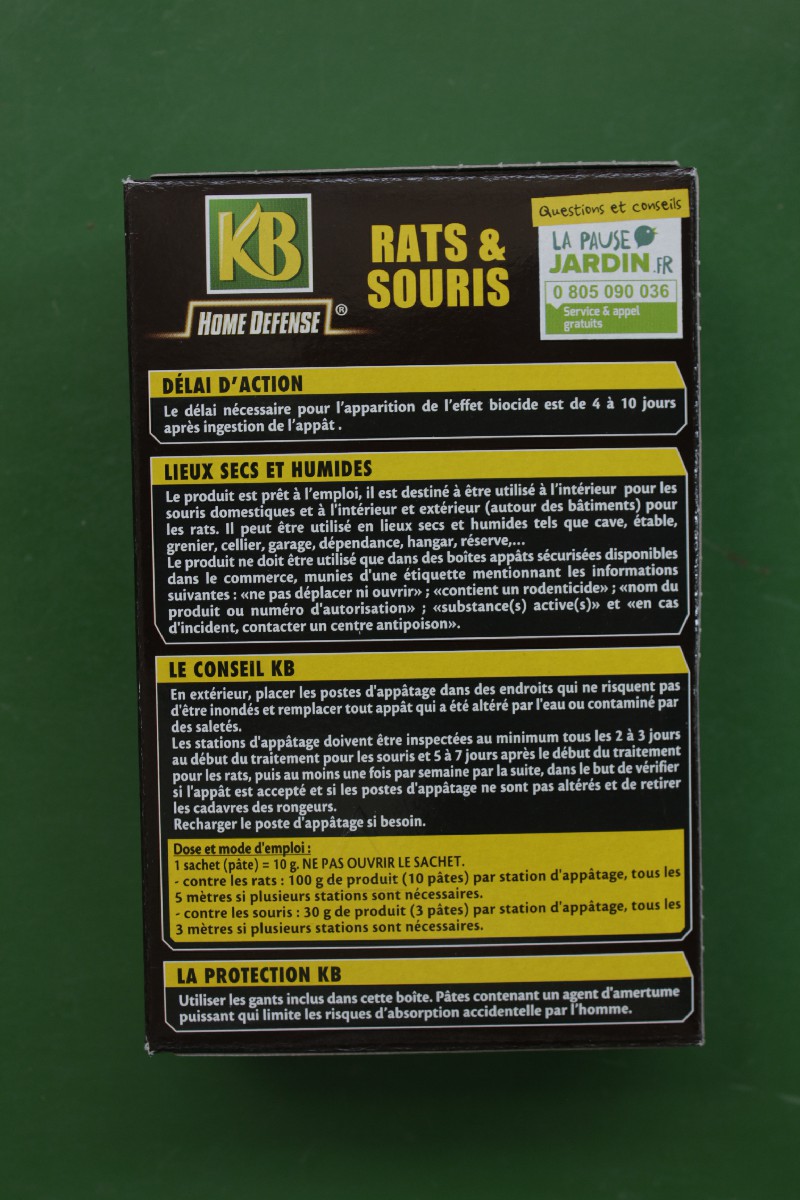 KB
HOME DEFENSE®
RATS &
SOURIS
Questions et conseils
LA PAUSE
JARDIN.FR
0 805 090 036
Service & appel
gratuits
DÉLAI D'ACTION
Le délai nécessaire pour l'apparition de l'effet biocide est de 4 à 10 jours
après ingestion de l'appât .
LIEUX SECS ET HUMIDES
Le produit est prêt à l'emploi, il est destiné à être utilisé à l'intérieur pour les
souris domestiques et à l'intérieur et extérieur (autour des bâtiments) pour
les rats. Il peut être utilisé en lieux secs et humides tels que cave, étable,
grenier, cellier, garage, dépendance, hangar, réserve,...
Le produit ne doit être utilisé que dans des boîtes appâts sécurisées disponibles
dans le commerce, munies d'une étiquette mentionnant les informations
suivantes : «ne pas déplacer ni ouvrir» ; «contient un rodenticide» ; «nom du
produit ou numéro d'autorisation» ; «substance(s) active(s)» et «en cas
d'incident, contacter un centre antipoison».
LE CONSEIL KB
En extérieur, placer les postes d'appâtage dans des endroits qui ne risquent pas
d'être inondés et remplacer tout appât qui a été altéré par l'eau ou contaminé par
des saletés.
Les stations d'appâtage doivent être inspectées au minimum tous les 2 à 3 jours
au début du traitement pour les souris et 5 à 7 jours après le début du traitement
pour les rats, puis au moins une fois par semaine par la suite, dans le but de vérifier
si l'appât est accepté et si les postes d'appâtage ne sont pas altérés et de retirer
les cadavres des rongeurs.
Recharger le poste d'appâtage si besoin.
Dose et mode d'emploi :
1 sachet (pâte) = 10 g. NE PAS OUVRIR LE SACHET.
- contre les rats : 100 g de produit (10 pâtes) par station d'appâtage, tous les
5 mètres si plusieurs stations sont nécessaires.
- contre les souris : 30 g de produit (3 pâtes) par station d'appâtage, tous les
3 mètres si plusieurs stations sont nécessaires.
LA PROTECTION KB
Utiliser les gants inclus dans cette boîte. Pâtes contenant un agent d'amertume
puissant qui limite les risques d'absorption accidentelle par l'homme.